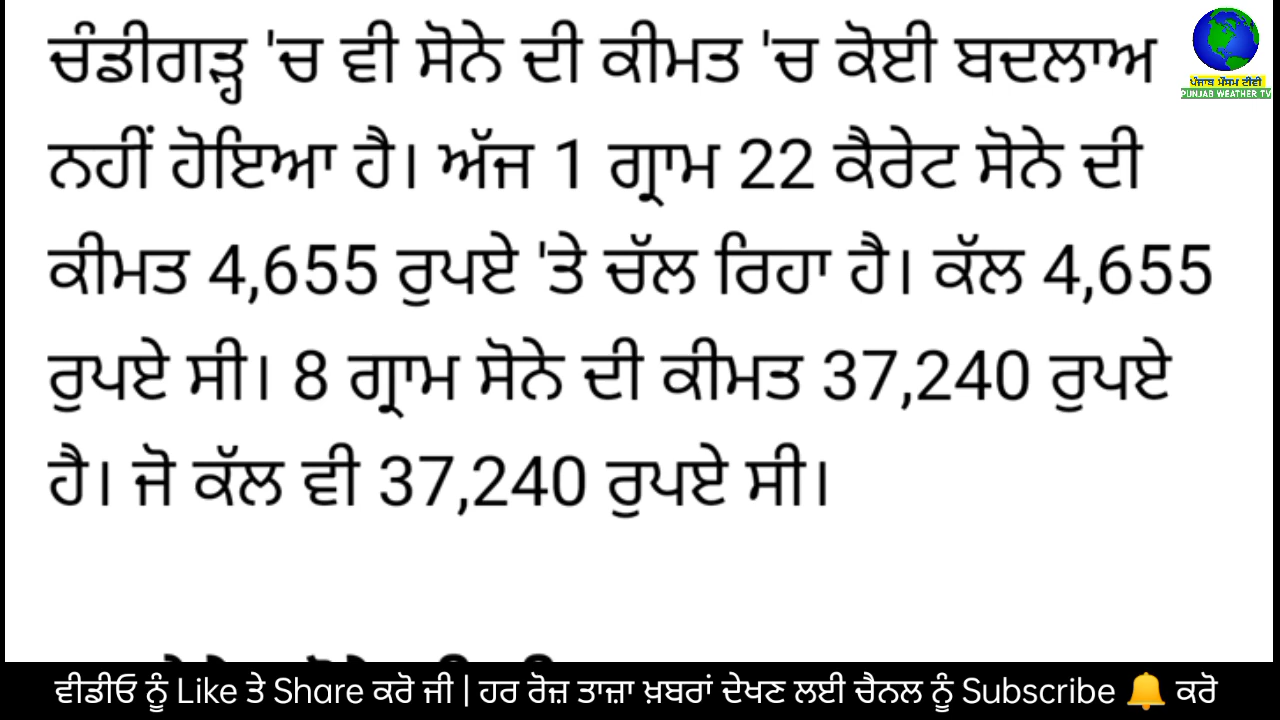 ਚੰਡੀਗੜ੍ਹ 'ਚ ਵੀ ਸੋਨੇ ਦੀ ਕੀਮਤ 'ਚ ਕੋਈ ਬਦਲਾਅ
ਨਹੀਂ ਹੋਇਆ ਹੈ। ਅੱਜ 1 ਗ੍ਰਾਮ 22 ਕੈਰੇਟ ਸੋਨੇ ਦੀ
ਕੀਮਤ 4,655 ਰੁਪਏ 'ਤੇ ਚੱਲ ਰਿਹਾ ਹੈ। ਕੱਲ 4,655
ਰੁਪਏ ਸੀ। 8 ਗ੍ਰਾਮ ਸੋਨੇ ਦੀ ਕੀਮਤ 37,240 ਰੁਪਏ
ਹੈ। ਜੋ ਕੱਲ ਵੀ 37,240 ਰੁਪਏ ਸੀ।
ਪੰਜਾਬ ਮੌਸਮ ਟੀਵੀ
PUNJAB WEATHER TV
ਵੀਡੀਓ ਨੂੰ Like ਤੇ Share ਕਰੋ ਜੀ | ਹਰ ਰੋਜ਼ ਤਾਜ਼ਾ ਖ਼ਬਰਾਂ ਦੇਖਣ ਲਈ ਚੈਨਲ ਨੂੰ Subscribe 🔔 ਕਰੋ